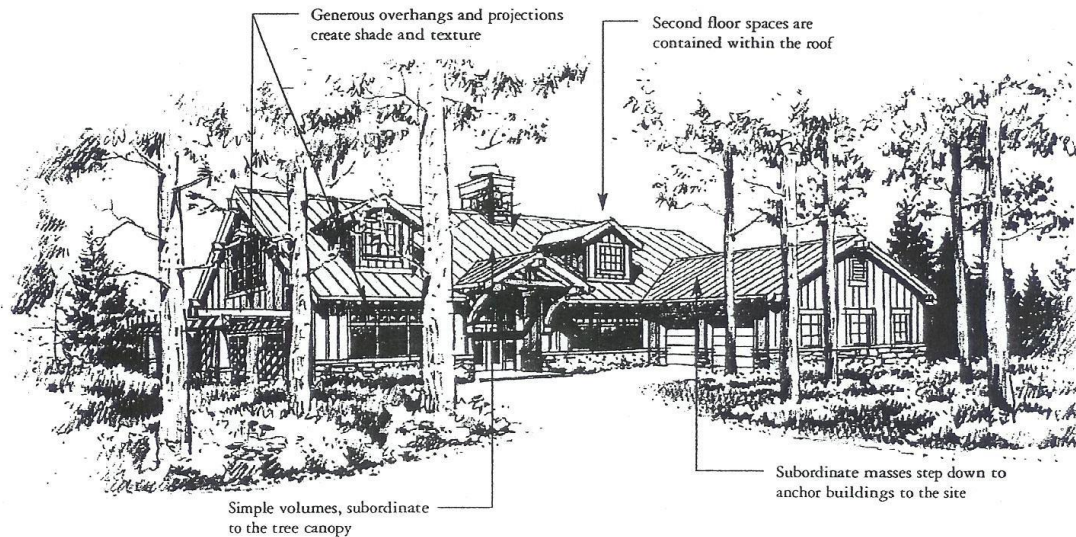 Generous overhangs and projections
create shade and texture
Second floor spaces are
contained within the roof
Simple volumes, subordinate
to the tree canopy
Subordinate masses step down to
anchor buildings to the site